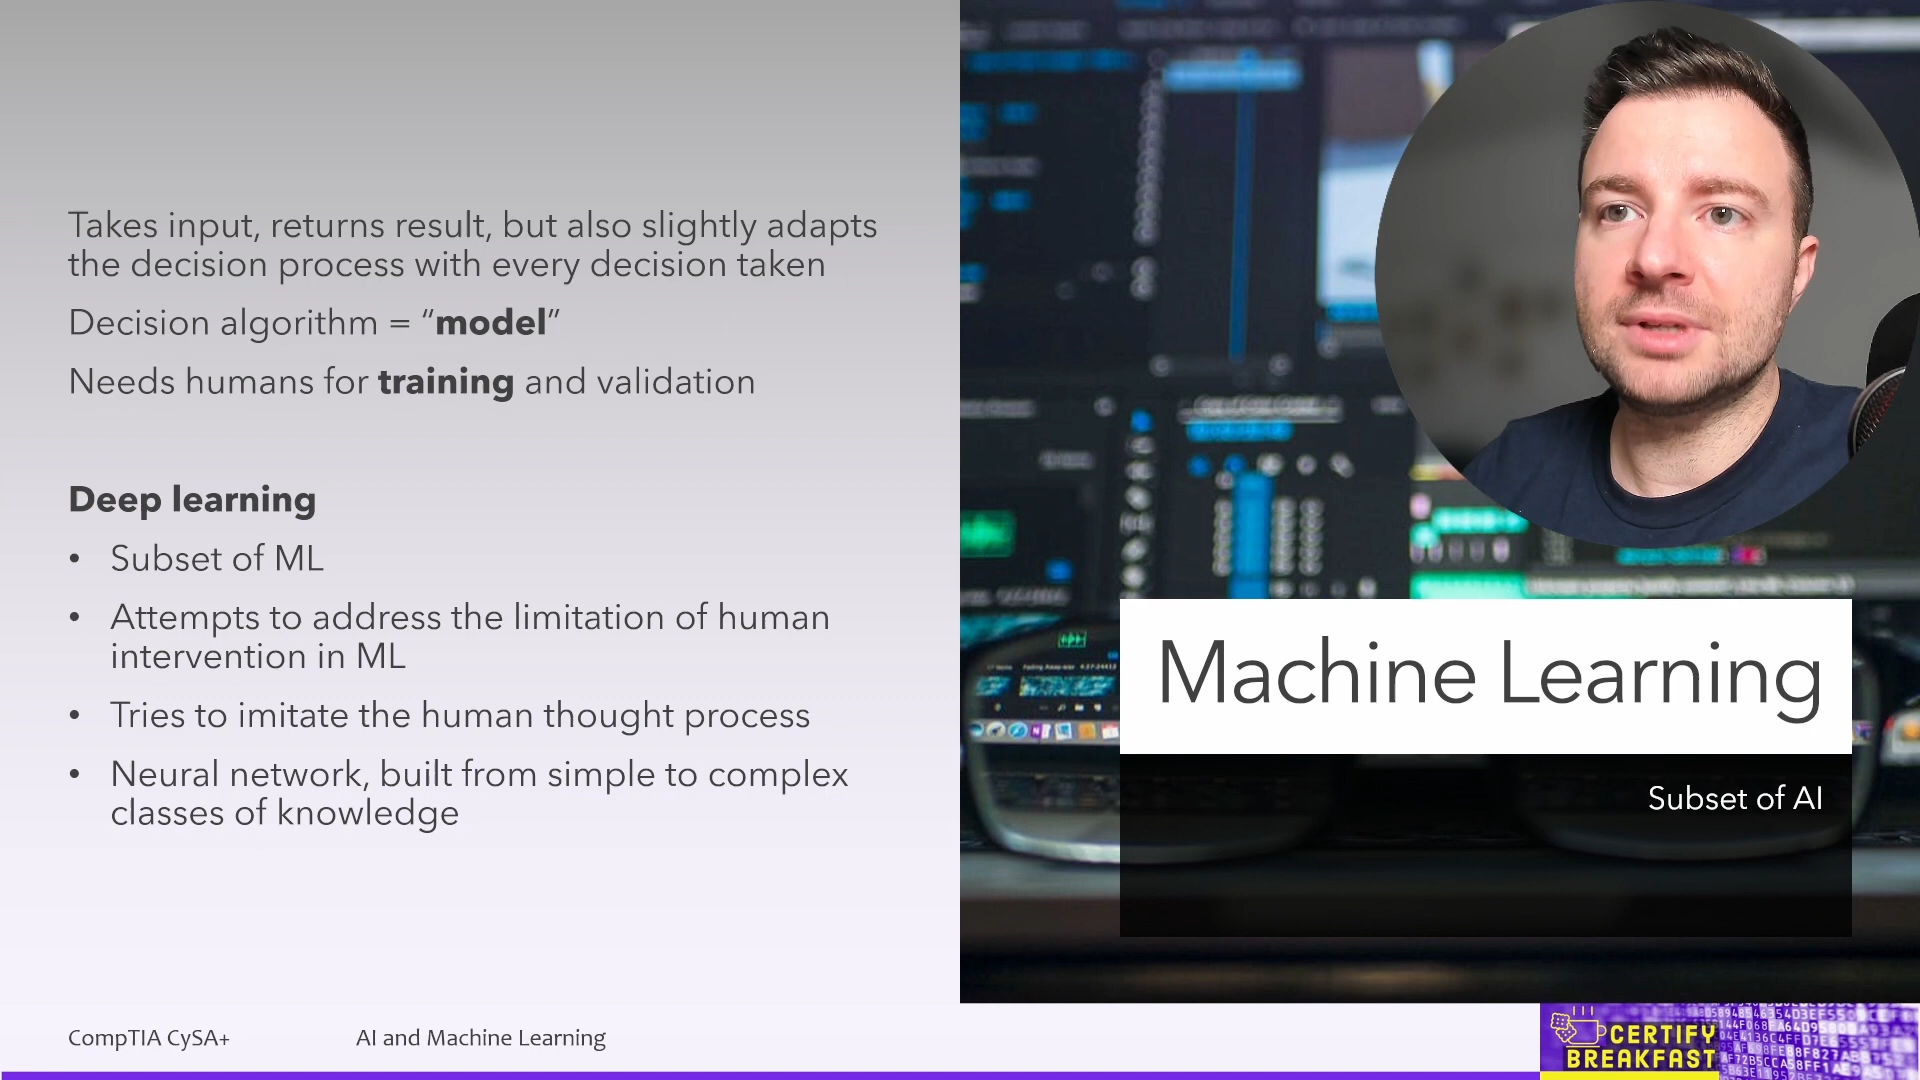 Takes input, returns result, but also slightly adapts
the decision process with every decision taken
Decision algorithm = “model”
Needs humans for training and validation
Deep learning
• Subset of ML
• Attempts to address the limitation of human
intervention in ML
• Tries to imitate the human thought process
• Neural network, built from simple to complex
classes of knowledge
Machine Learning
Subset of AI
CompTIA CySA+
AI and Machine Learning
CERTIFY
BREAKFAST